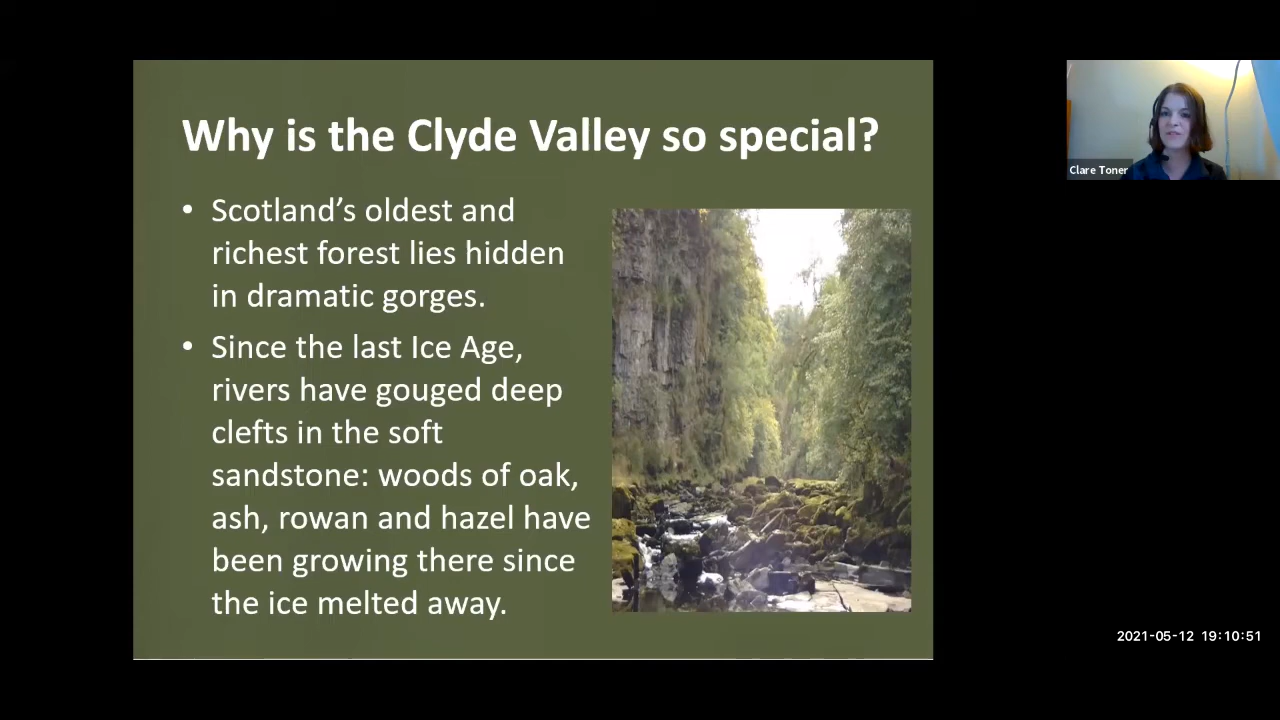 Why is the Clyde Valley so special?
• Scotland’s oldest and
richest forest lies hidden
in dramatic gorges.
• Since the last Ice Age,
rivers have gouged deep
clefts in the soft
sandstone: woods of oak,
ash, rowan and hazel have
been growing there since
the ice melted away.
Clare Toner
2021-05-12 19:10:51